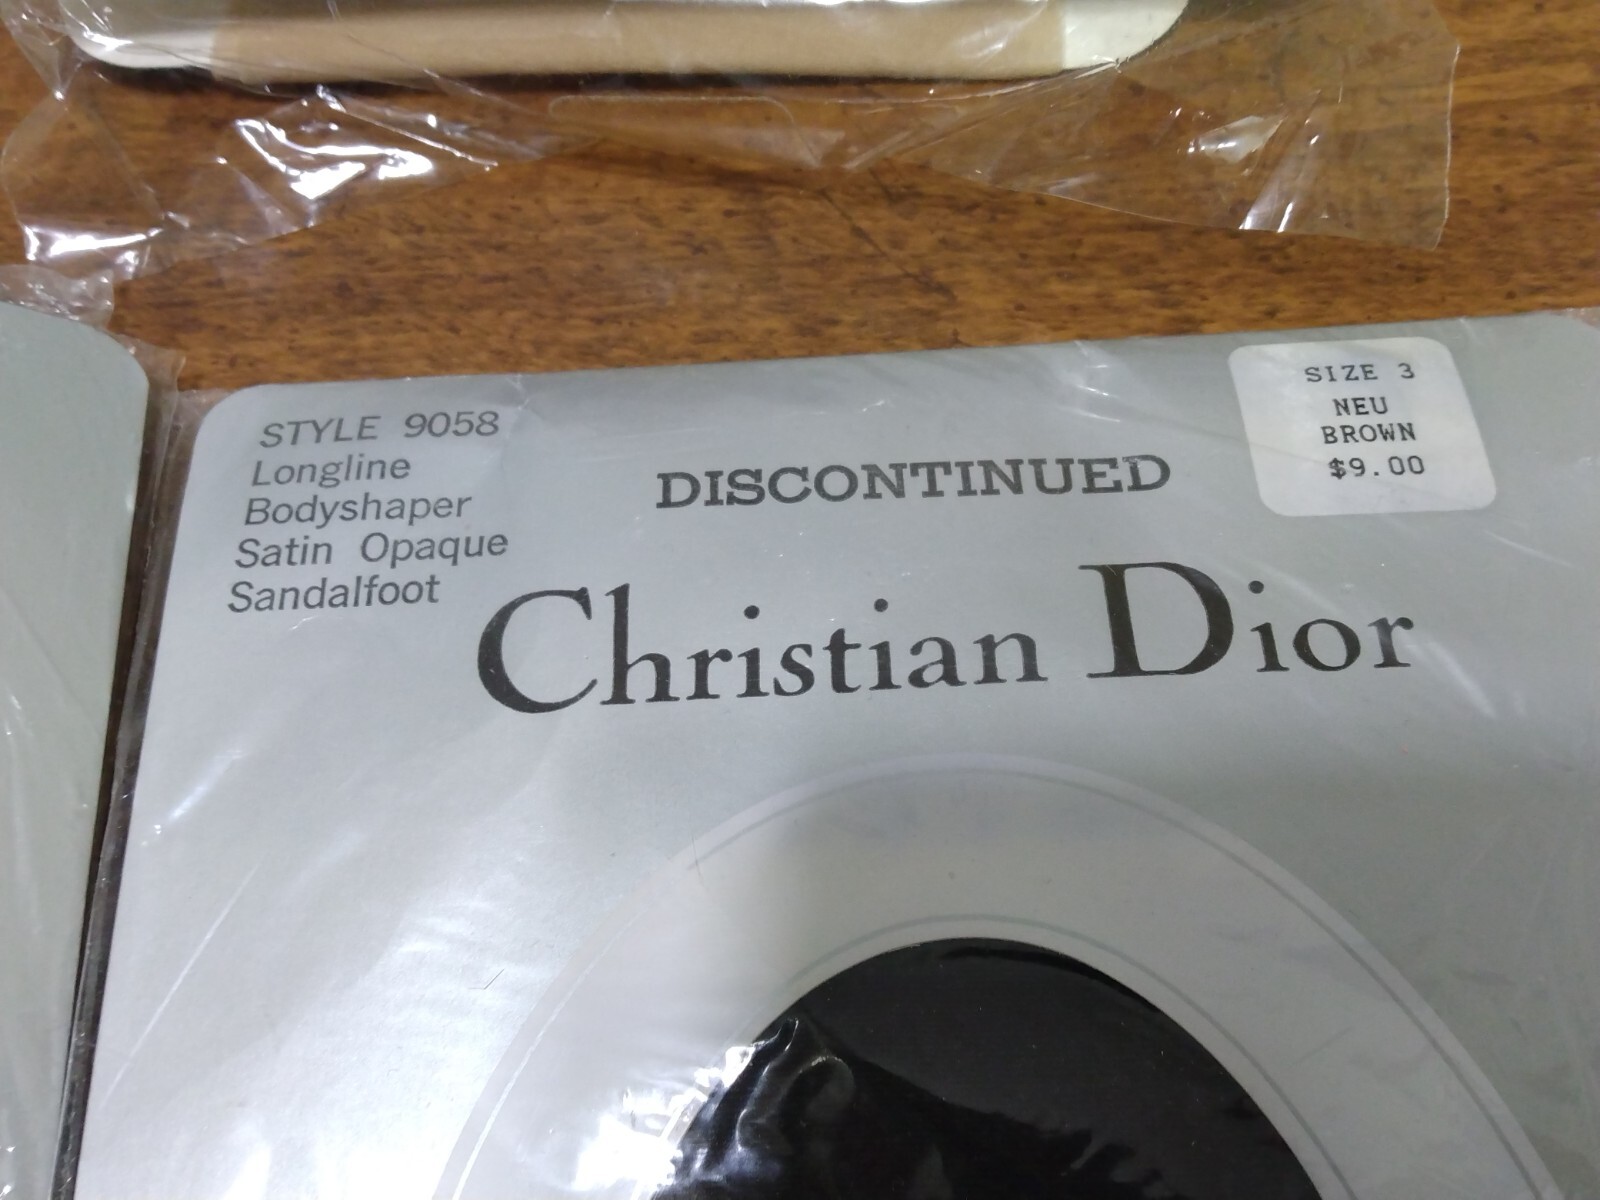 STYLE 9058
Longline
Bodyshaper
Satin Opaque
Sandalfoot
DISCONTINUED
SIZE 3
NEU
BROWN
$9.00
Christian Dior